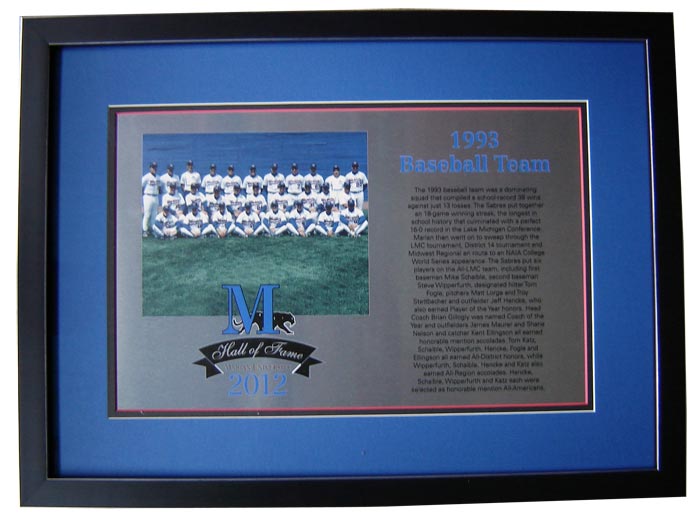 1993
Baseball Team
The 1993 baseball team was a dominating
squad that compiled a school-record 38 wins
against just 13 losses. The Sabres put together
an 18-game winning streak, the longest in
school history that culminated with a perfect
16-0 record in the Lake Michigan Conference.
Marian then went on to sweep through the
LMC tournament, District 14 tournament and
Midwest Regional en route to an NAIA College
World Series appearance. The Sabres put six
players on the All-LMC team, including first
baseman Mike Schaible, second baseman
Steve Wipperfurth, designated hitter Tom
Fogle, pitchers Matt Lorge and Troy
and outfielder Jeff Hencke, who
also earned Player of the Year honors. Head
Coach Brian Gillogly was named Coach of the
Year and outfielders James Maurer and
Nelson and catcher Kent Ellingson all earned
honorable mention accolades. Tom Katz,
Schaible, Wipperfurth, Hencke, Fogle and
Ellingson all earned All-District honors, while
Wipperfurth, Schaible, Hencke and Katz also
earned All-Region accolades. Hencke,
Schaible, Wipperfurth and Katz each were
selected as honorable mention All-Americans.
M
Hall of Fame
MARIAN UNIVERSITY
2012